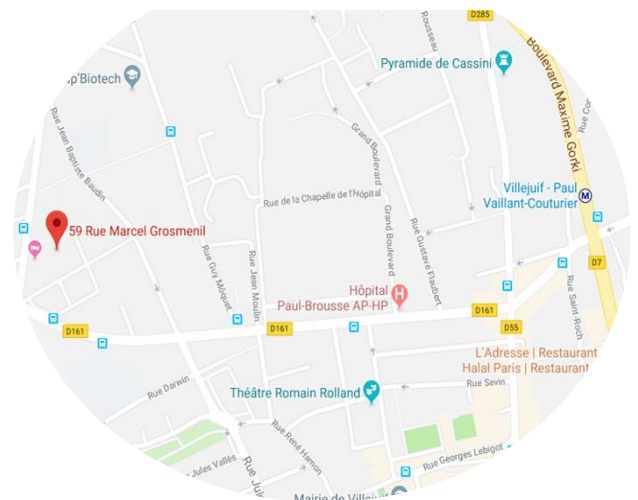 D285
Rousseau
Pyramide de Cassini
Boulevard Maxime Gorki
p'Biotech
Rue Jean Baptiste Baudin
Grand Boulevard
Rue de la Chapelle de l'Hôpital
Villejuif - Paul
Vaillant-Couturier
M
59 Rue Marcel Grosmenil
Rue Guy Môquet
Rue Jean Moulin
Grand Boulevard
Rue Gustave Flaubert
D7
Rue Saint-Roch
Hôpital
Paul-Brousse AP-HP
H
D161
D161
D161
D55
L'Adresse | Restaurant
Halal Paris | Restaurant
Rue Darwin
Théâtre Romain Rolland
Rue Sevin
Rue René Hamon
Jules Vallès
Rue Georges Lebigot
Mairie de Villejuif